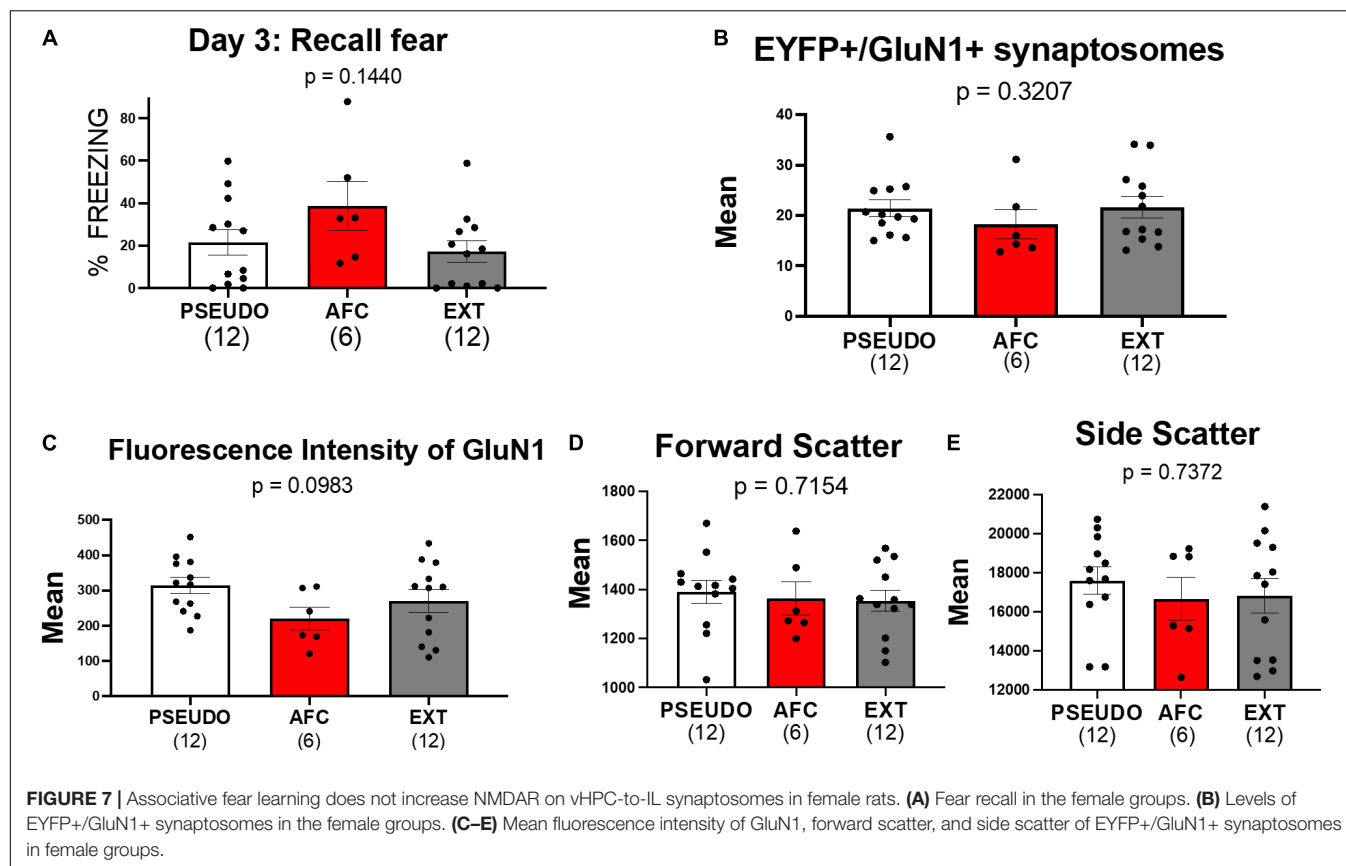 A
Day 3: Recall fear
p = 0.1440
% FREEZING
80
60
40
20
0
PSEUDO AFC EXT
(12) (6) (12)
B
EYFP+/GluN1+ synaptosomes
p = 0.3207
Mean
40
30
20
10
0
PSEUDO AFC EXT
(12) (6) (12)
C
Fluorescence Intensity of GluN1
p = 0.0983
Mean
500
400
300
200
100
0
PSEUDO AFC EXT
(12) (6) (12)
D
Forward Scatter
p = 0.7154
Mean
1800
1600
1400
1200
1000
PSEUDO AFC EXT
(12) (6) (12)
E
Side Scatter
p = 0.7372
Mean
22000
20000
18000
16000
14000
12000
PSEUDO AFC EXT
(12) (6) (12)
FIGURE 7 | Associative fear learning does not increase NMDAR on vHPC-to-IL synaptosomes in female rats. (A) Fear recall in the female groups. (B) Levels of
EYFP+/GluN1+ synaptosomes in the female groups. (C–E) Mean fluorescence intensity of GluN1, forward scatter, and side scatter of EYFP+/GluN1+ synaptosomes
in female groups.